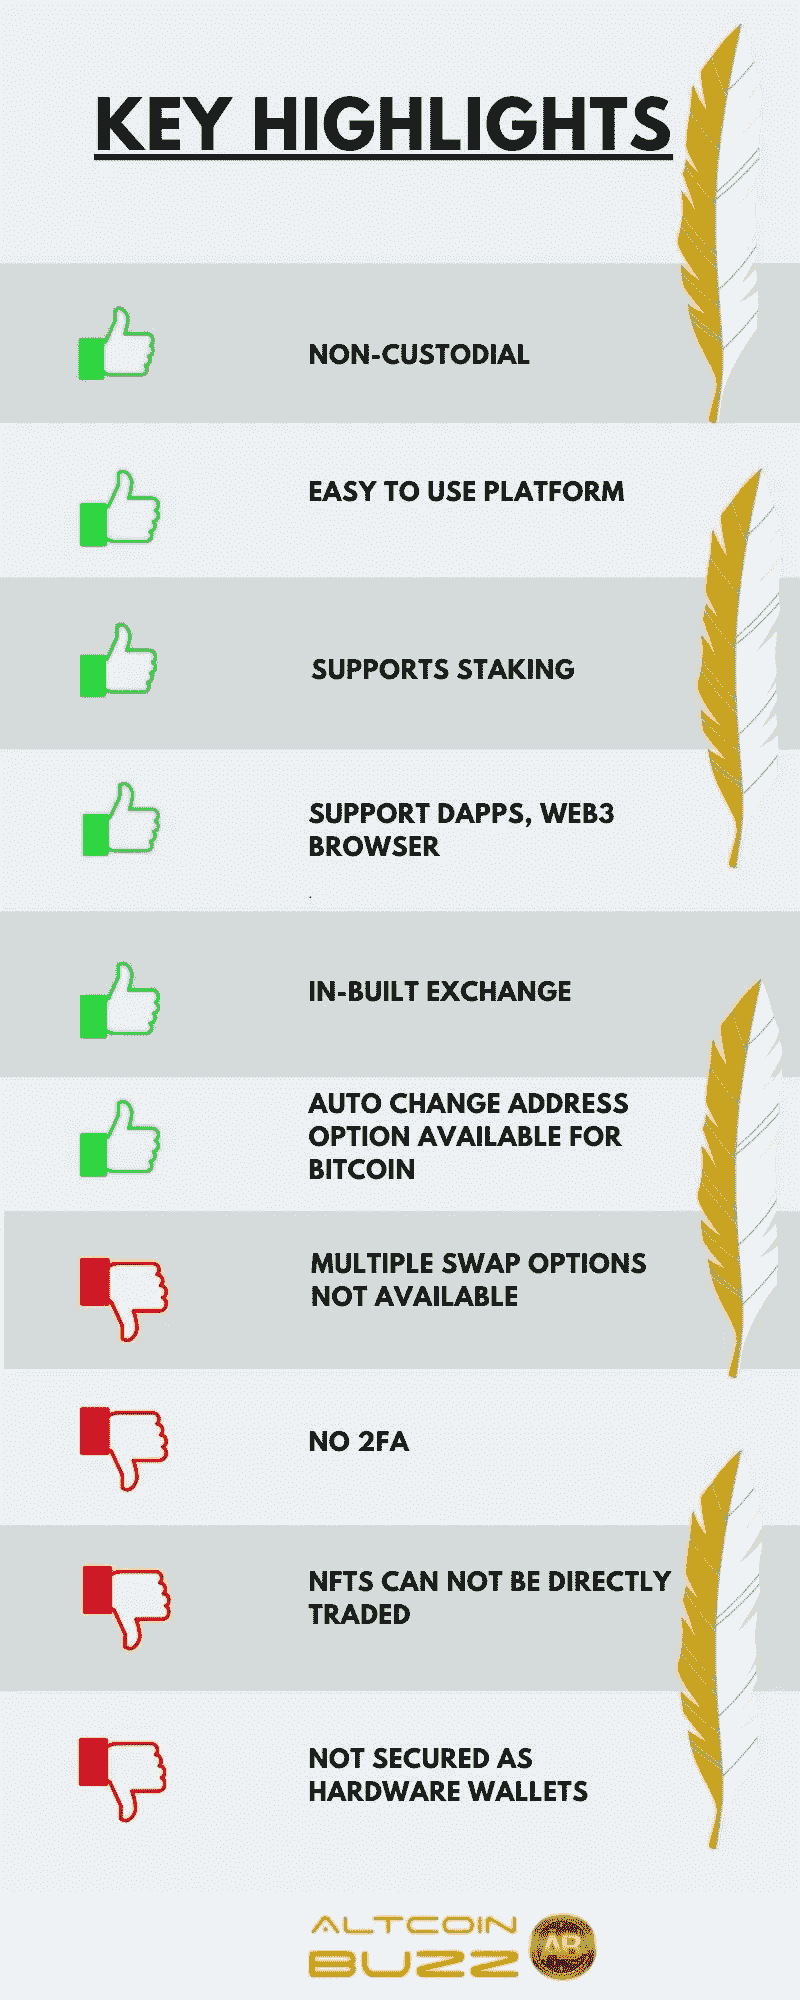 KEY HIGHLIGHTS
NON-CUSTODIAL
EASY TO USE PLATFORM
SUPPORTS STAKING
SUPPORT DAPPS, WEB3
BROWSER
.
IN-BUILT EXCHANGE
AUTO CHANGE ADDRESS
OPTION AVAILABLE FOR
BITCOIN
MULTIPLE SWAP OPTIONS
NOT AVAILABLE
NO 2FA
NFTS CAN NOT BE DIRECTLY
TRADED
NOT SECURED AS
HARDWARE WALLETS
ALTCOIN
BUZZ
AB